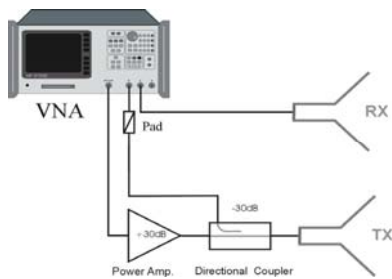 VNA
Pad
RX
-30dB
+30dB
TX
Power Amp.
Directional Coupler